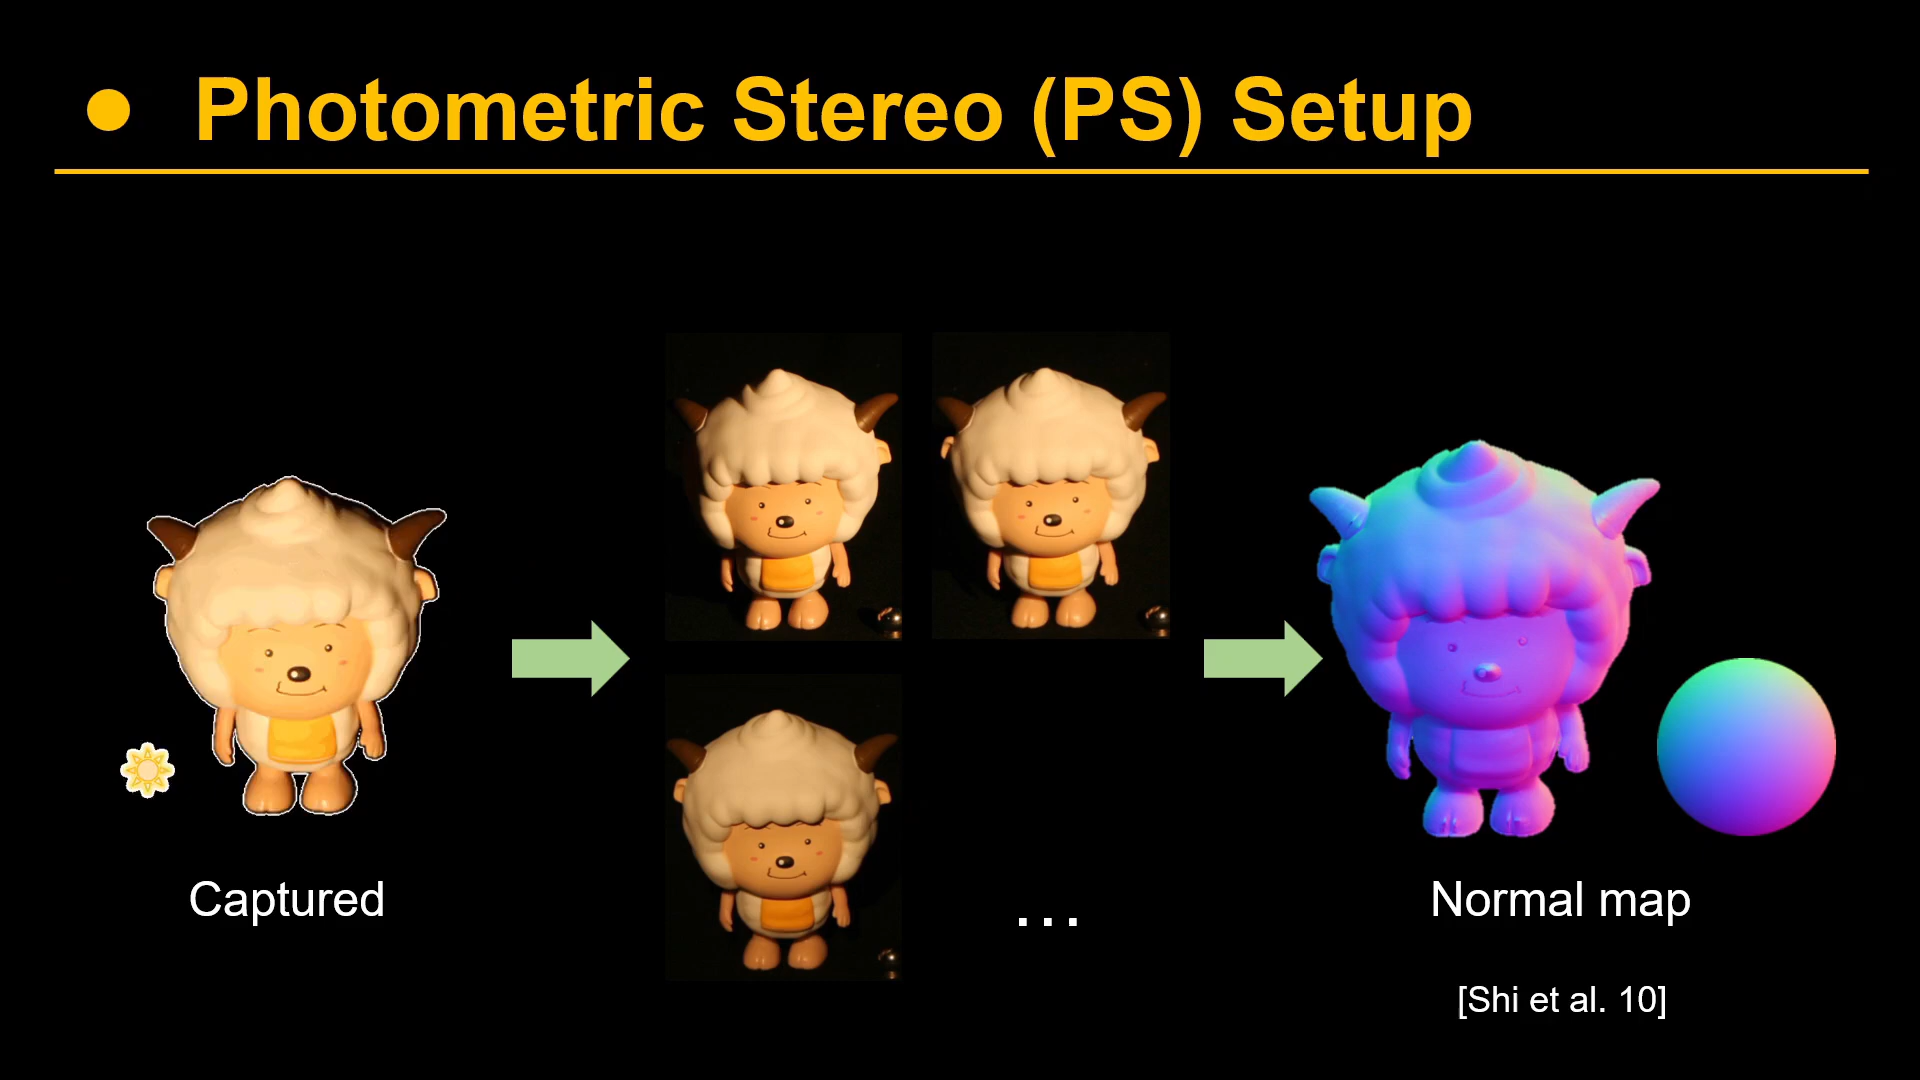 ● Photometric Stereo (PS) Setup
Captured
...
Normal map
[Shi et al. 10]